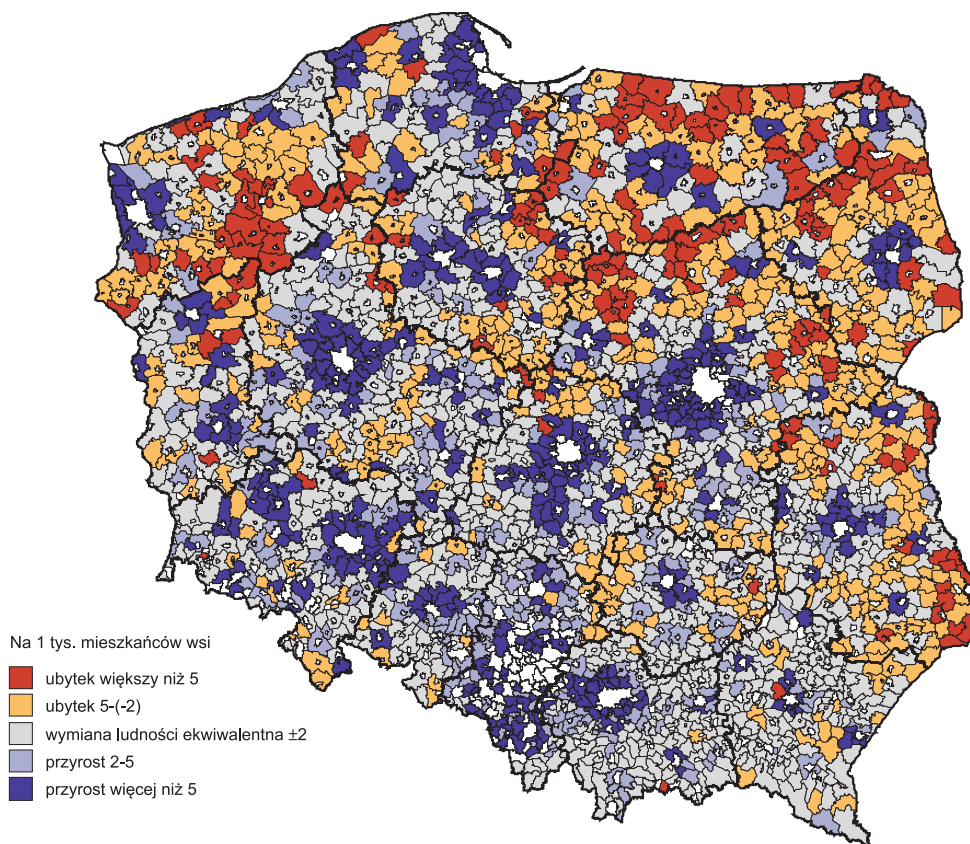 Na 1 tys. mieszkańców wsi
ubytek większy niż 5
ubytek 5-(-2)
wymiana ludności ekwiwalentna ±2
przyrost 2-5
przyrost więcej niż 5